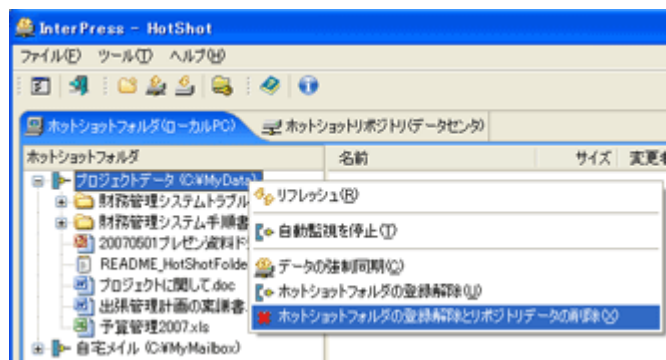 InterPress - HotShot
ファイル(F) ツール(T) ヘルプ(H)
ホットショットフォルダ(ローカルPC) ホットショットリポジトリ(データセンタ)
ホットショットフォルダ 名前 サイズ 変更
プロジェクトデータ (C:¥MyData)
リフレッシュ(R)
財務管理システムトラブル
財務管理システム手順書
自動監視を停止(T)
20070501プレゼン資料
README_HotShotFolde
データの強制同期(C)
プロジェクトに関して.doc
ホットショットフォルダの登録解除(U)
出張管理計画の稟議書
ホットショットフォルダの登録解除とリポジトリデータの削除(X)
予算管理2007.xls
自宅メイル (C:¥MyMailbox)